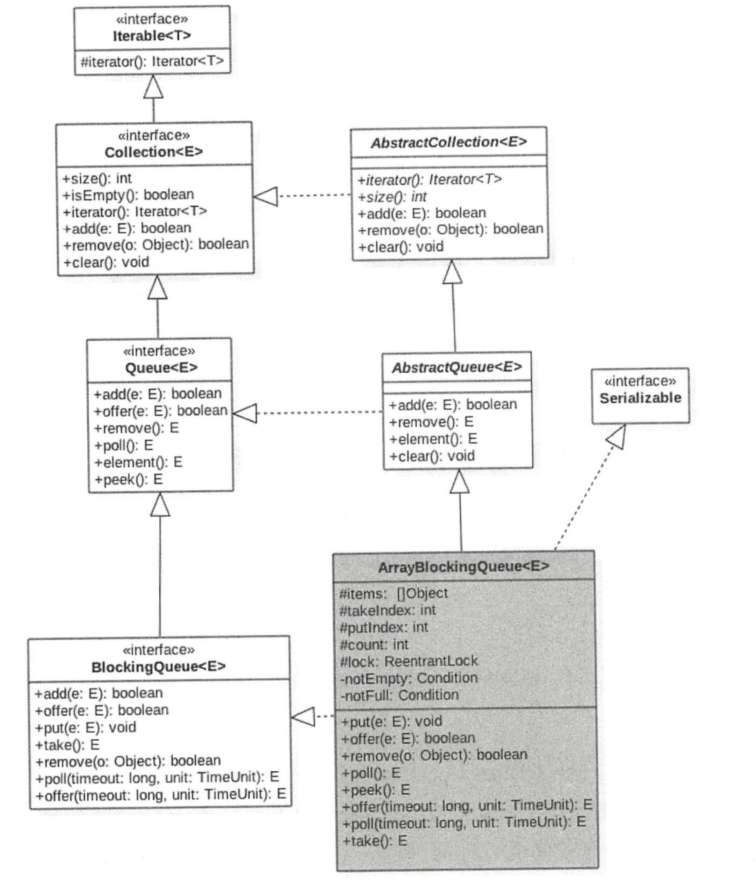 «interface»
Iterable<T>
#iterator(): Iterator<T>
«interface»
Collection<E>
+size(): int
+isEmpty(): boolean
+iterator(): Iterator<T>
+add(e: E): boolean
+remove(o: Object): boolean
+clear(): void
AbstractCollection<E>
+iterator(): Iterator<T>
+size(): int
+add(e: E): boolean
+remove(o: Object): boolean
+clear(): void
«interface»
Queue<E>
+add(e: E): boolean
+offer(e: E): boolean
+remove(): E
+poll(): E
+element(): E
+peek(): E
AbstractQueue<E>
+add(e: E): boolean
+remove(): E
+element(): E
+clear(): void
«interface»
Serializable
«interface»
BlockingQueue<E>
+add(e: E): boolean
+offer(e: E): boolean
+put(e: E): void
+take(): E
+remove(o: Object): boolean
+poll(timeout: long, unit: TimeUnit): E
+offer(timeout: long, unit: TimeUnit): E
ArrayBlockingQueue<E>
#items: []Object
#takeIndex: int
#putIndex: int
#count: int
#lock: ReentrantLock
-notEmpty: Condition
-notFull: Condition
+put(e: E): void
+offer(e: E): boolean
+remove(o: Object): boolean
+poll(): E
+peek(): E
+offer(timeout: long, unit: TimeUnit): E
+poll(timeout: long, unit: TimeUnit): E
+take(): E